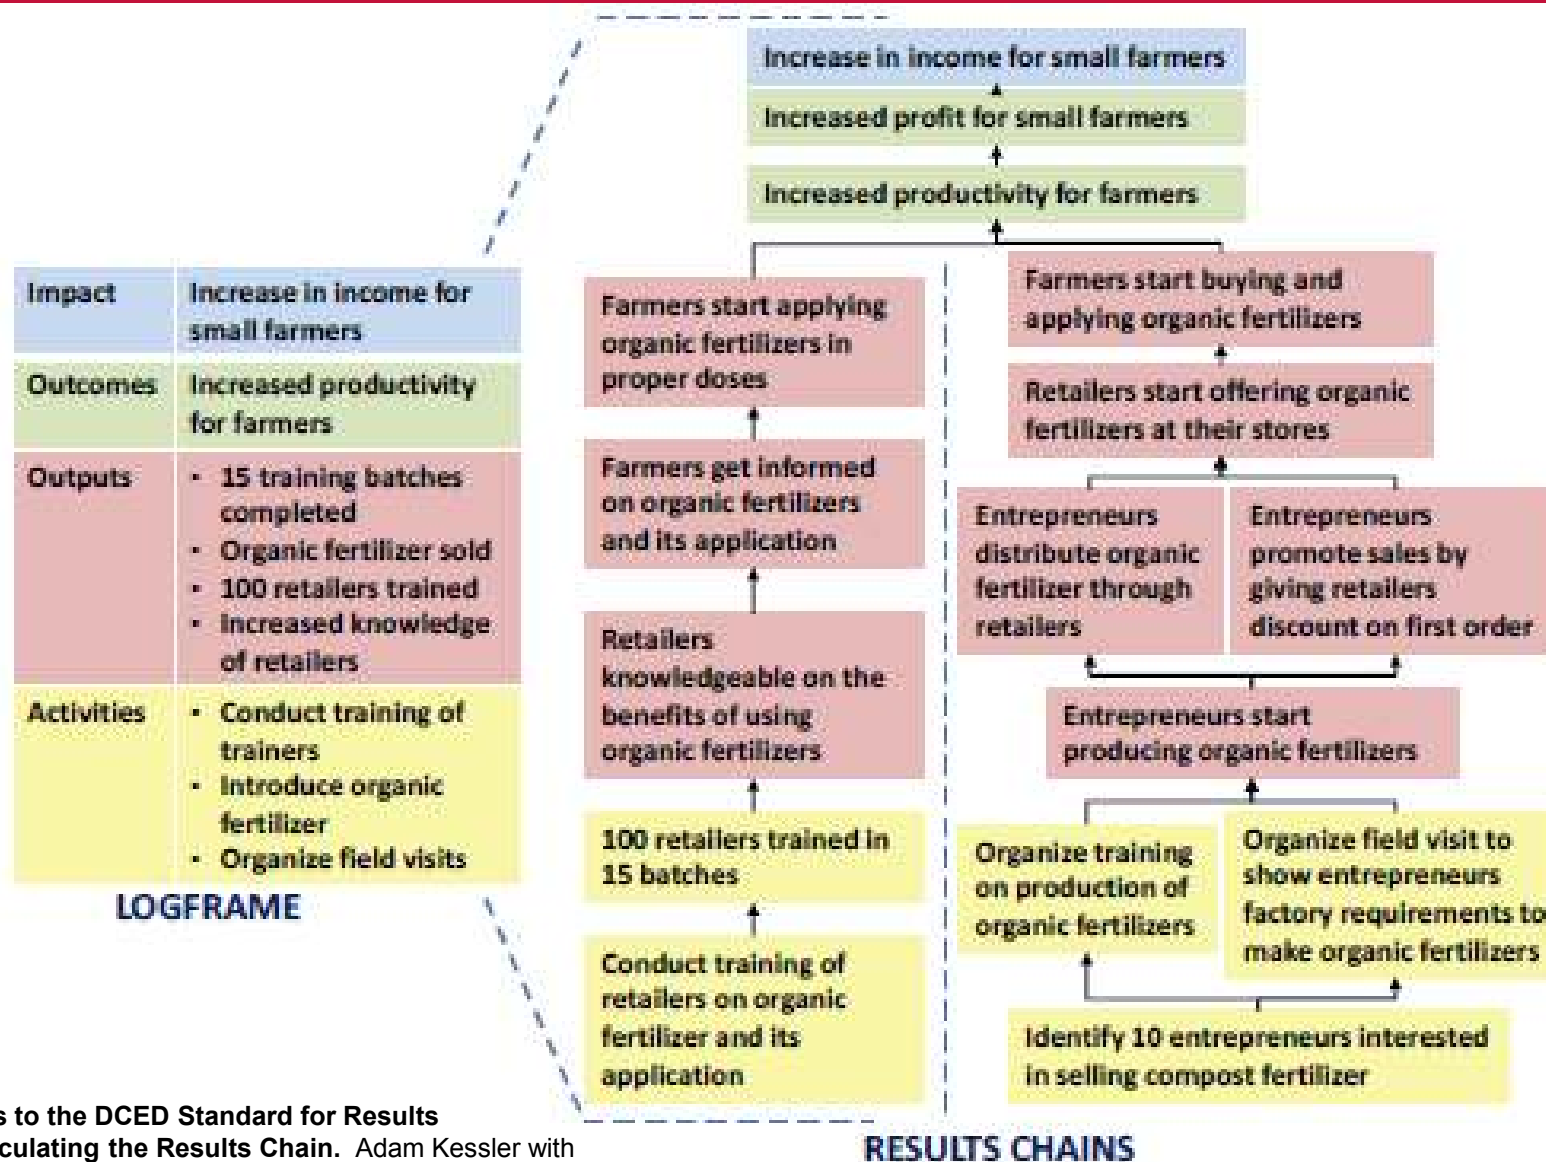 Increase in income for small farmers
Increased profit for small farmers
Increased productivity for farmers
Impact
Increase in income for
small farmers
Outcomes
Increased productivity
for farmers
Outputs
• 15 training batches
completed
• Organic fertilizer sold
• 100 retailers trained
• Increased knowledge
of retailers
Activities
• Conduct training of
trainers
• Introduce organic
fertilizer
• Organize field visits
LOGFRAME
Farmers start applying
organic fertilizers in
proper doses
Farmers get informed
on organic fertilizers
and its application
Retailers
knowledgeable on the
benefits of using
organic fertilizers
100 retailers trained in
15 batches
Conduct training of
retailers on organic
fertilizer and its
application
Farmers start buying and
applying organic fertilizers
Retailers start offering organic
fertilizers at their stores
Entrepreneurs
distribute organic
fertilizer through
retailers
Entrepreneurs
promote sales by
giving retailers
discount on first order
Entrepreneurs start
producing organic fertilizers
Organize training
on production of
organic fertilizers
Organize field visit to
show entrepreneurs
factory requirements to
make organic fertilizers
Identify 10 entrepreneurs interested
in selling compost fertilizer
RESULTS CHAINS
s to the DCED Standard for Results
culating the Results Chain. Adam Kessler with